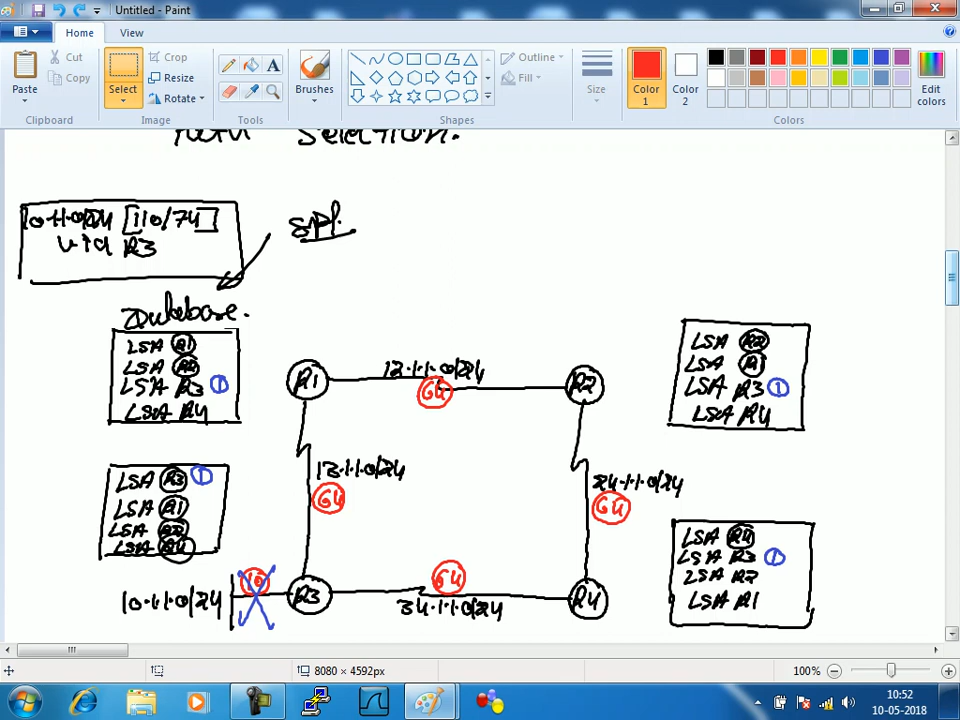 Untitled - Paint
Home
View
Paste
Cut
Copy
Clipboard
Select
Crop
Resize
Rotate
Image
Tools
Brushes
Shapes
Outline
Fill
Size
Color 1
Color 2
Edit colors
Colors
Path Selection.
10.1.1.0/24 110/74
via R3
SPF.
Database.
LSA R1
LSA R2
LSA R3 1
LSA R4
R1
12.1.1.0/24
64
R2
LSA R2
LSA R1
LSA R3 1
LSA R4
LSA R3 1
LSA R1
LSA R2
LSA R4
13.1.1.0/24
64
24.1.1.0/24
64
10.1.1.0/24
10
R3
64
34.1.1.0/24
R4
LSA R4
LSA R3 1
LSA R2
LSA R1
8080 × 4592px
100%
10:52
10-05-2018